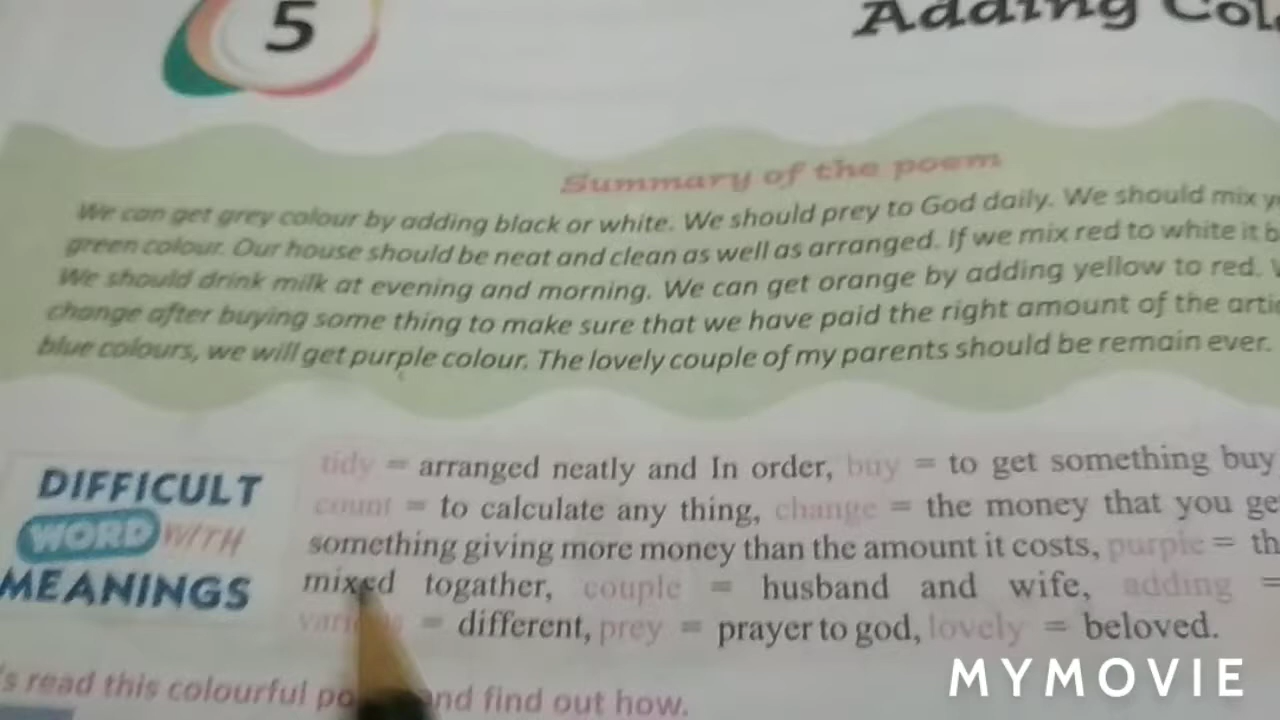 5
Adding Col
Summary of the poem
We can get grey colour by adding black or white. We should prey to God daily. We should mix y
green colour. Our house should be neat and clean as well as arranged. If we mix red to white it b
We should drink milk at evening and morning. We can get orange by adding yellow to red.
change after buying some thing to make sure that we have paid the right amount of the artic
blue colours, we will get purple colour. The lovely couple of my parents should be remain ever.
DIFFICULT
WORD WITH
MEANINGS
tidy = arranged neatly and In order, buy = to get something buy
count = to calculate any thing, change = the money that you ge
something giving more money than the amount it costs, purple = th
mixed togather, couple = husband and wife, adding =
= different, prey = prayer to god, lovely = beloved.
's read this colourful and find out how.
MYMOVIE